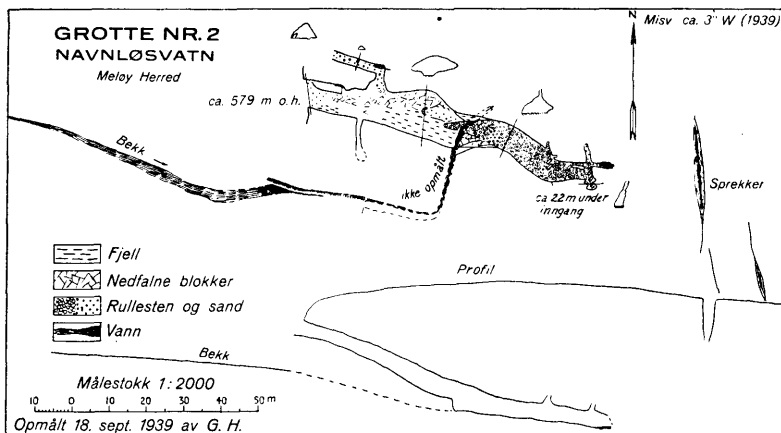 GROTTE NR. 2
NAVNLØSVATN
Meløy Herred
Misv ca. 3° W (1939)
N
ca. 579 m o.h.
Bekk
ikke opmålt
ca 22 m under
inngang
Sprekker
Fjell
Nedfalne blokker
Rullesten og sand
Vann
Profil
Bekk
Målestokk 1: 2000
10 0 10 20 30 40 50 m
Opmålt 18. sept. 1939 av G. H.